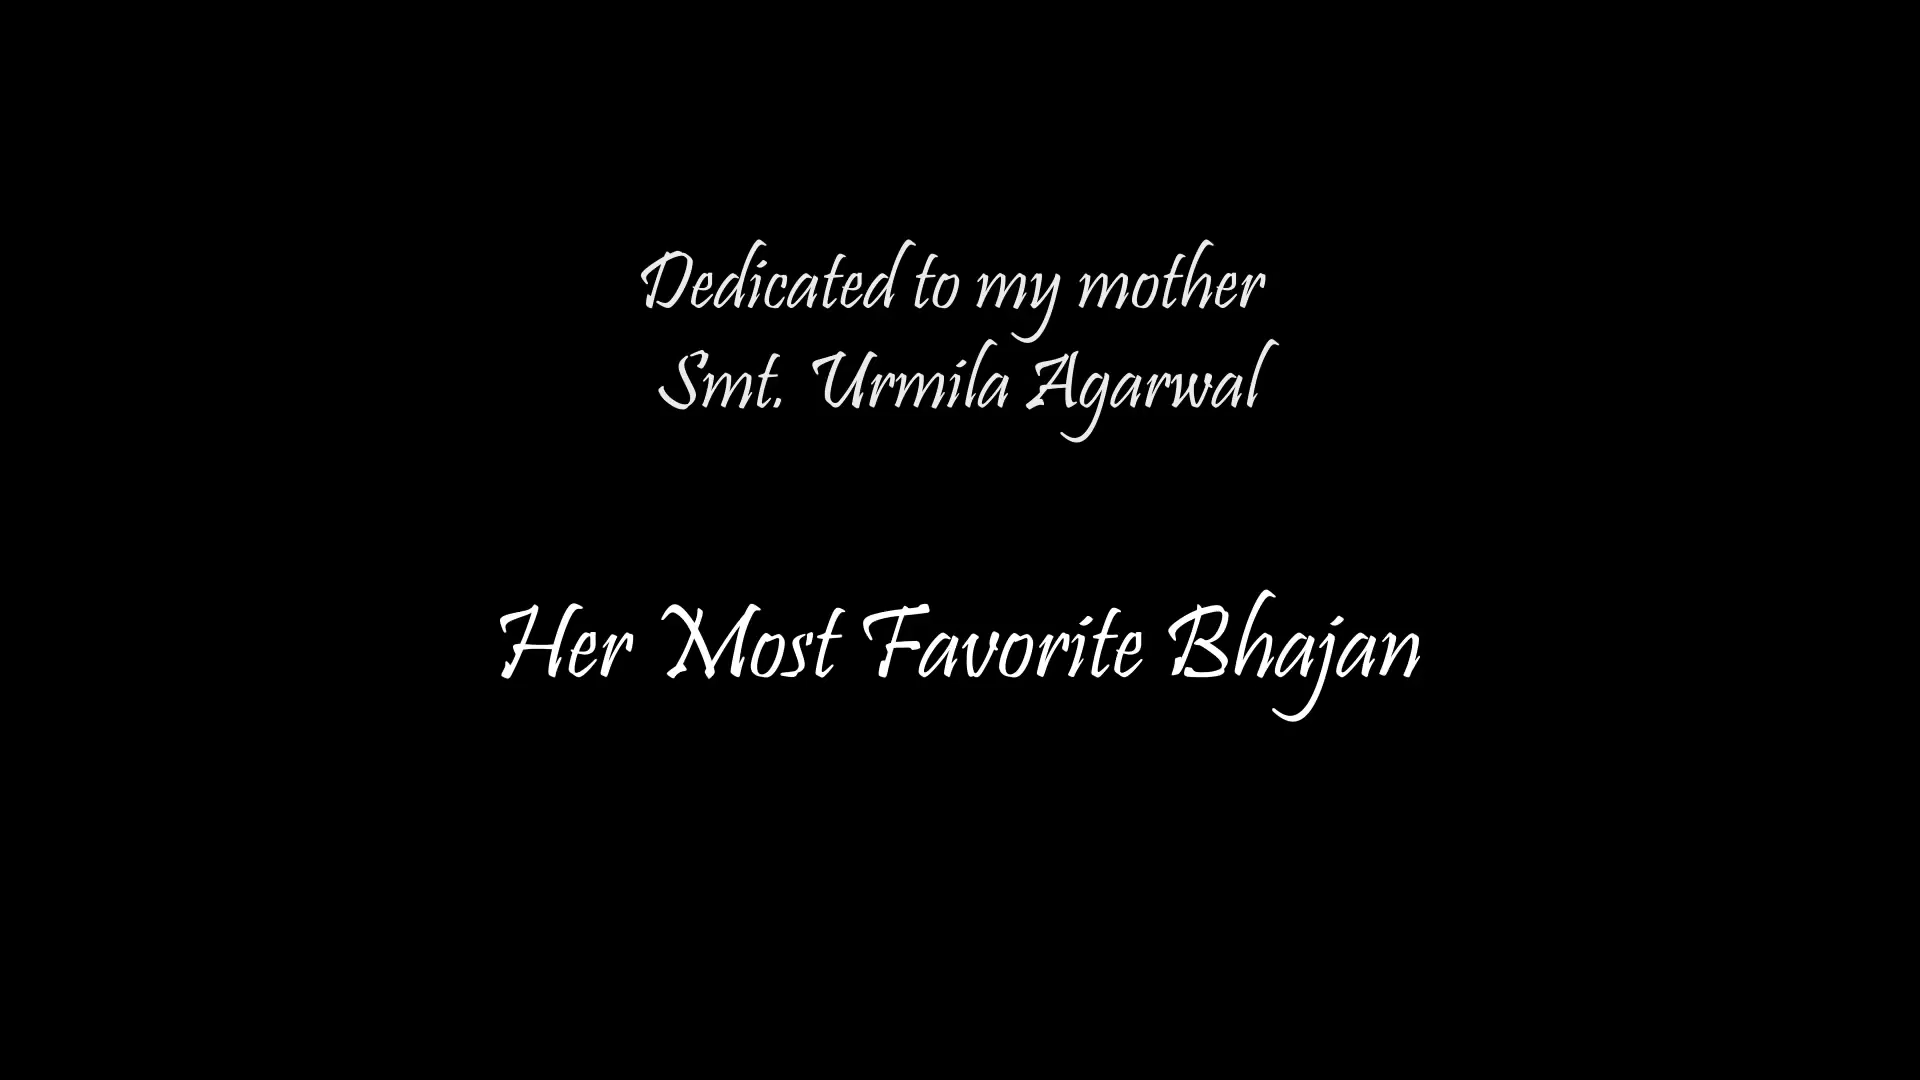 Dedicated to my mother
Smt. Urmila Agarwal
Her Most Favorite Bhajan